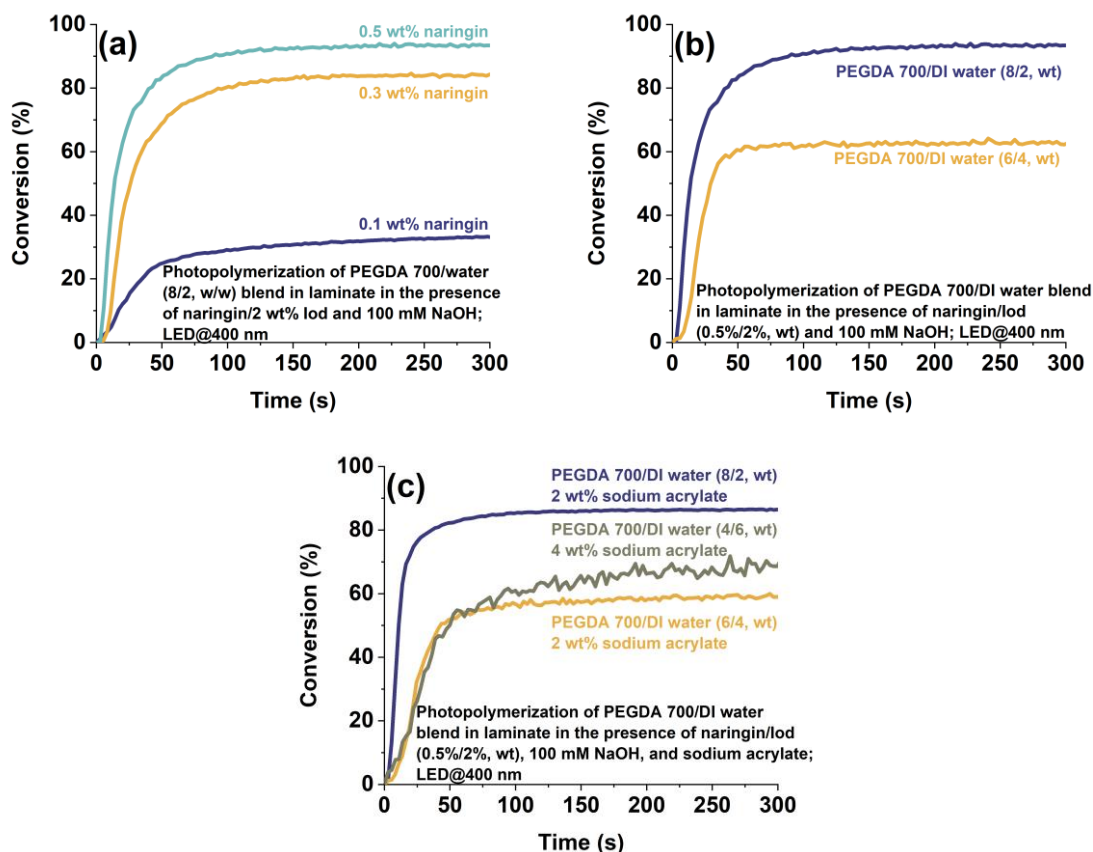 (a)
Conversion (%)
100
80
60
40
20
0
0.5 wt% naringin
0.3 wt% naringin
0.1 wt% naringin
Photopolymerization of PEGDA 700/water
(8/2, w/w) blend in laminate in the presence
of naringin/2 wt% Iod and 100 mM NaOH;
LED@400 nm
0 50 100 150 200 250 300
Time (s)
(b)
Conversion (%)
100
80
60
40
20
0
PEGDA 700/DI water (8/2, wt)
PEGDA 700/DI water (6/4, wt)
Photopolymerization of PEGDA 700/DI water blend
in laminate in the presence of naringin/Iod
(0.5%/2%, wt) and 100 mM NaOH; LED@400 nm
0 50 100 150 200 250 300
Time (s)
(c)
Conversion (%)
100
80
60
40
20
0
PEGDA 700/DI water (8/2, wt)
2 wt% sodium acrylate
PEGDA 700/DI water (4/6, wt)
4 wt% sodium acrylate
PEGDA 700/DI water (6/4, wt)
2 wt% sodium acrylate
Photopolymerization of PEGDA 700/DI water
blend in laminate in the presence of naringin/Iod
(0.5%/2%, wt), 100 mM NaOH, and sodium acrylate;
LED@400 nm
0 50 100 150 200 250 300
Time (s)